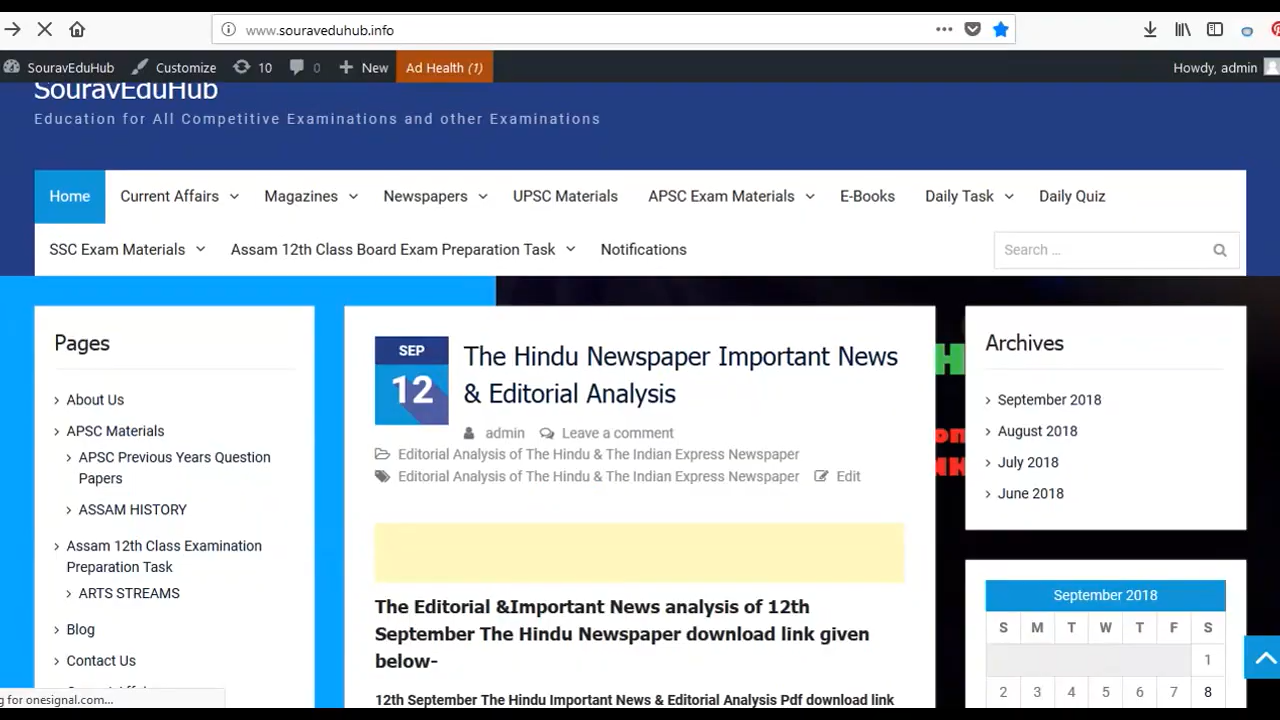 www.souraveduhub.info
SouravEduHub Customize 10 0 New Ad Health (1) Howdy, admin
SouravEduHub
Education for All Competitive Examinations and other Examinations
Home Current Affairs Magazines Newspapers UPSC Materials APSC Exam Materials E-Books Daily Task Daily Quiz
SSC Exam Materials Assam 12th Class Board Exam Preparation Task Notifications Search ...
Pages
About Us
APSC Materials
APSC Previous Years Question
Papers
ASSAM HISTORY
Assam 12th Class Examination
Preparation Task
ARTS STREAMS
Blog
Contact Us
SEP
12
The Hindu Newspaper Important News
& Editorial Analysis
admin Leave a comment
Editorial Analysis of The Hindu & The Indian Express Newspaper
Editorial Analysis of The Hindu & The Indian Express Newspaper Edit
The Editorial &Important News analysis of 12th
September The Hindu Newspaper download link given
below-
12th September The Hindu Important News & Editorial Analysis Pdf download link
Archives
September 2018
August 2018
July 2018
June 2018
September 2018
S M T W T F S
1
2 3 4 5 6 7 8
g for onesignal.com...